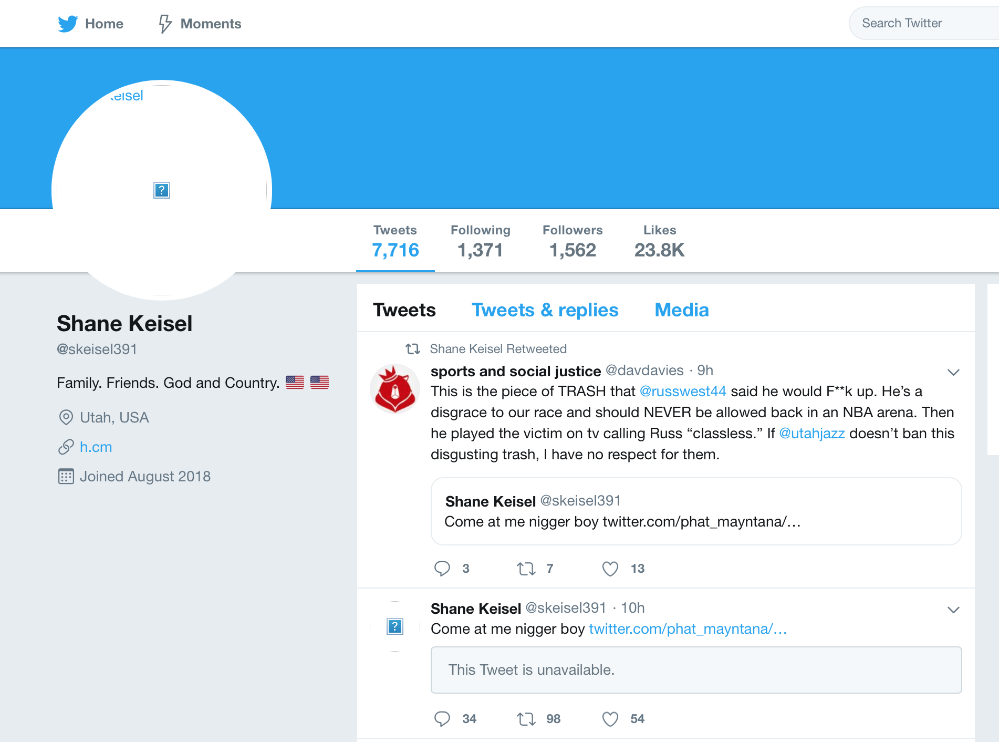 Home
Moments
Search Twitter
eisel
Tweets Following Followers Likes
7,716 1,371 1,562 23.8K
Shane Keisel
@skeisel391
Family. Friends. God and Country. 🇺🇸 🇺🇸
Utah, USA
h.cm
Joined August 2018
Tweets Tweets & replies Media
Shane Keisel Retweeted
sports and social justice @davdavies · 9h
This is the piece of TRASH that @russwest44 said he would F**k up. He’s a
disgrace to our race and should NEVER be allowed back in an NBA arena. Then
he played the victim on tv calling Russ “classless.” If @utahjazz doesn’t ban this
disgusting trash, I have no respect for them.
Shane Keisel @skeisel391
Come at me nigger boy twitter.com/phat_mayntana/…
3 7 13
Shane Keisel @skeisel391 · 10h
Come at me nigger boy twitter.com/phat_mayntana/…
This Tweet is unavailable.
34 98 54